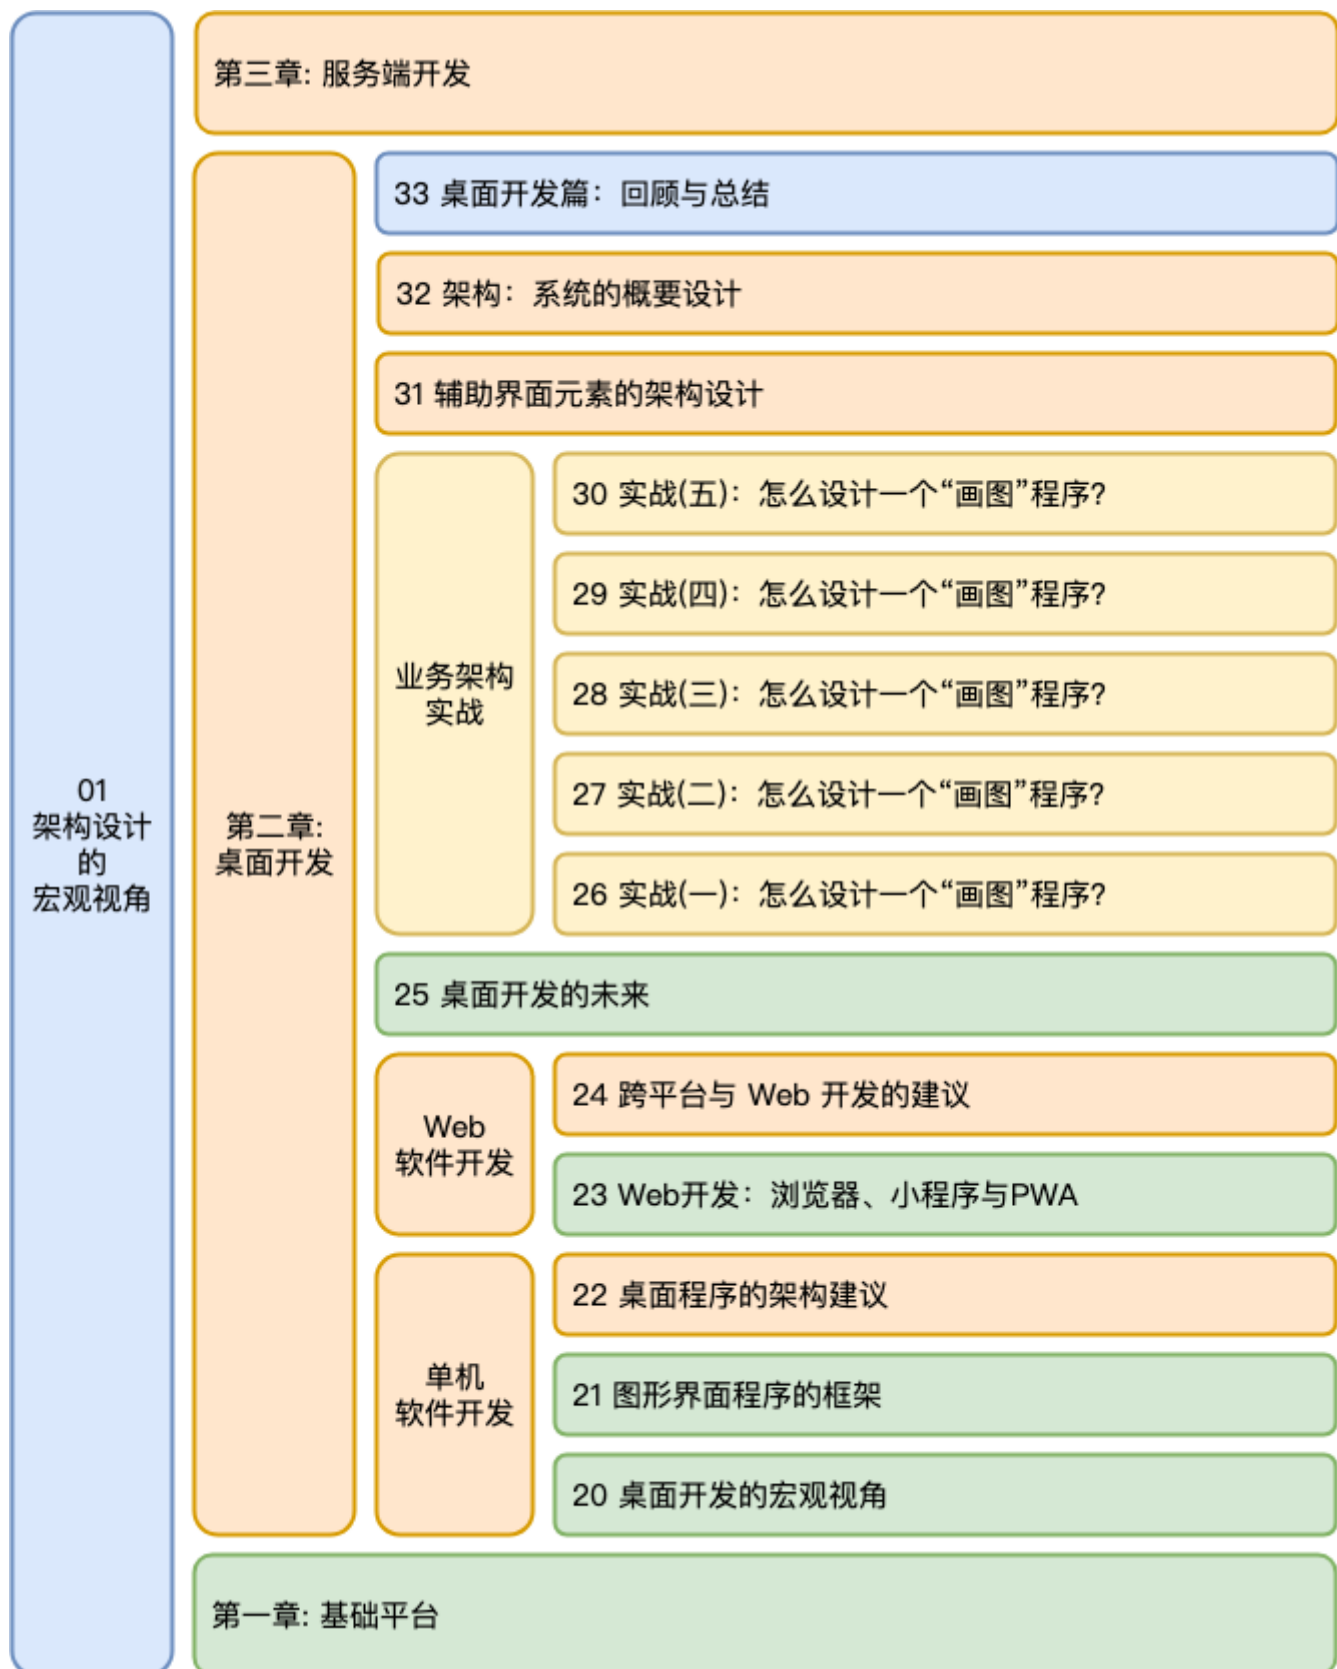 第三章: 服务端开发
33 桌面开发篇：回顾与总结
32 架构：系统的概要设计
31 辅助界面元素的架构设计
30 实战(五)：怎么设计一个“画图”程序?
29 实战(四)：怎么设计一个“画图”程序?
业务架构
实战
28 实战(三)：怎么设计一个“画图”程序?
27 实战(二)：怎么设计一个“画图”程序?
01
架构设计
的
宏观视角
第二章:
桌面开发
26 实战(一)：怎么设计一个“画图”程序?
25 桌面开发的未来
Web
软件开发
24 跨平台与 Web 开发的建议
23 Web开发：浏览器、小程序与PWA
单机
软件开发
22 桌面程序的架构建议
21 图形界面程序的框架
20 桌面开发的宏观视角
第一章: 基础平台